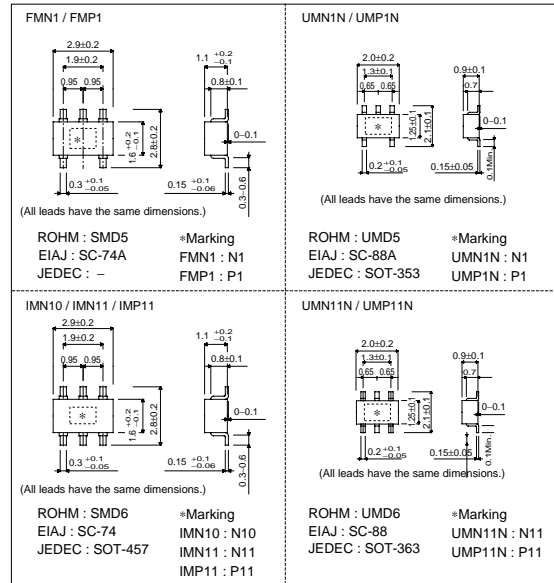 FMN1 / FMP1
2.9±0.2
1.9±0.2
0.95 0.95
1.6 +0.2 −0.1
2.8±0.2
0.3 +0.1 −0.05
1.1 +0.2 −0.1
0.8±0.1
0~0.1
0.15 +0.1 −0.06
0.3~0.6
(All leads have the same dimensions.)
ROHM : SMD5
EIAJ : SC-74A
JEDEC : −
*Marking
FMN1 : N1
FMP1 : P1
UMN1N / UMP1N
2.0±0.2
1.3±0.1
0.65 0.65
1.25±0.1
2.1±0.1
0.2 +0.1 −0.05
0.9±0.1
0.7
0~0.1
0.15±0.05
0.1Min.
(All leads have the same dimensions.)
ROHM : UMD5
EIAJ : SC-88A
JEDEC : SOT-353
*Marking
UMN1N : N1
UMP1N : P1
IMN10 / IMN11 / IMP11
2.9±0.2
1.9±0.2
0.95 0.95
1.6 +0.2 −0.1
2.8±0.2
0.3 +0.1 −0.05
1.1 +0.2 −0.1
0.8±0.1
0~0.1
0.15 +0.1 −0.06
0.3~0.6
(All leads have the same dimensions.)
ROHM : SMD6
EIAJ : SC-74
JEDEC : SOT-457
*Marking
IMN10 : N10
IMN11 : N11
IMP11 : P11
UMN11N / UMP11N
2.0±0.2
1.3±0.1
0.65 0.65
1.25±0.1
2.1±0.1
0.2 +0.1 −0.05
0.9±0.1
0.7
0~0.1
0.15±0.05
0.1Min.
(All leads have the same dimensions.)
ROHM : UMD6
EIAJ : SC-88
JEDEC : SOT-363
*Marking
UMN11N : N11
UMP11N : P11